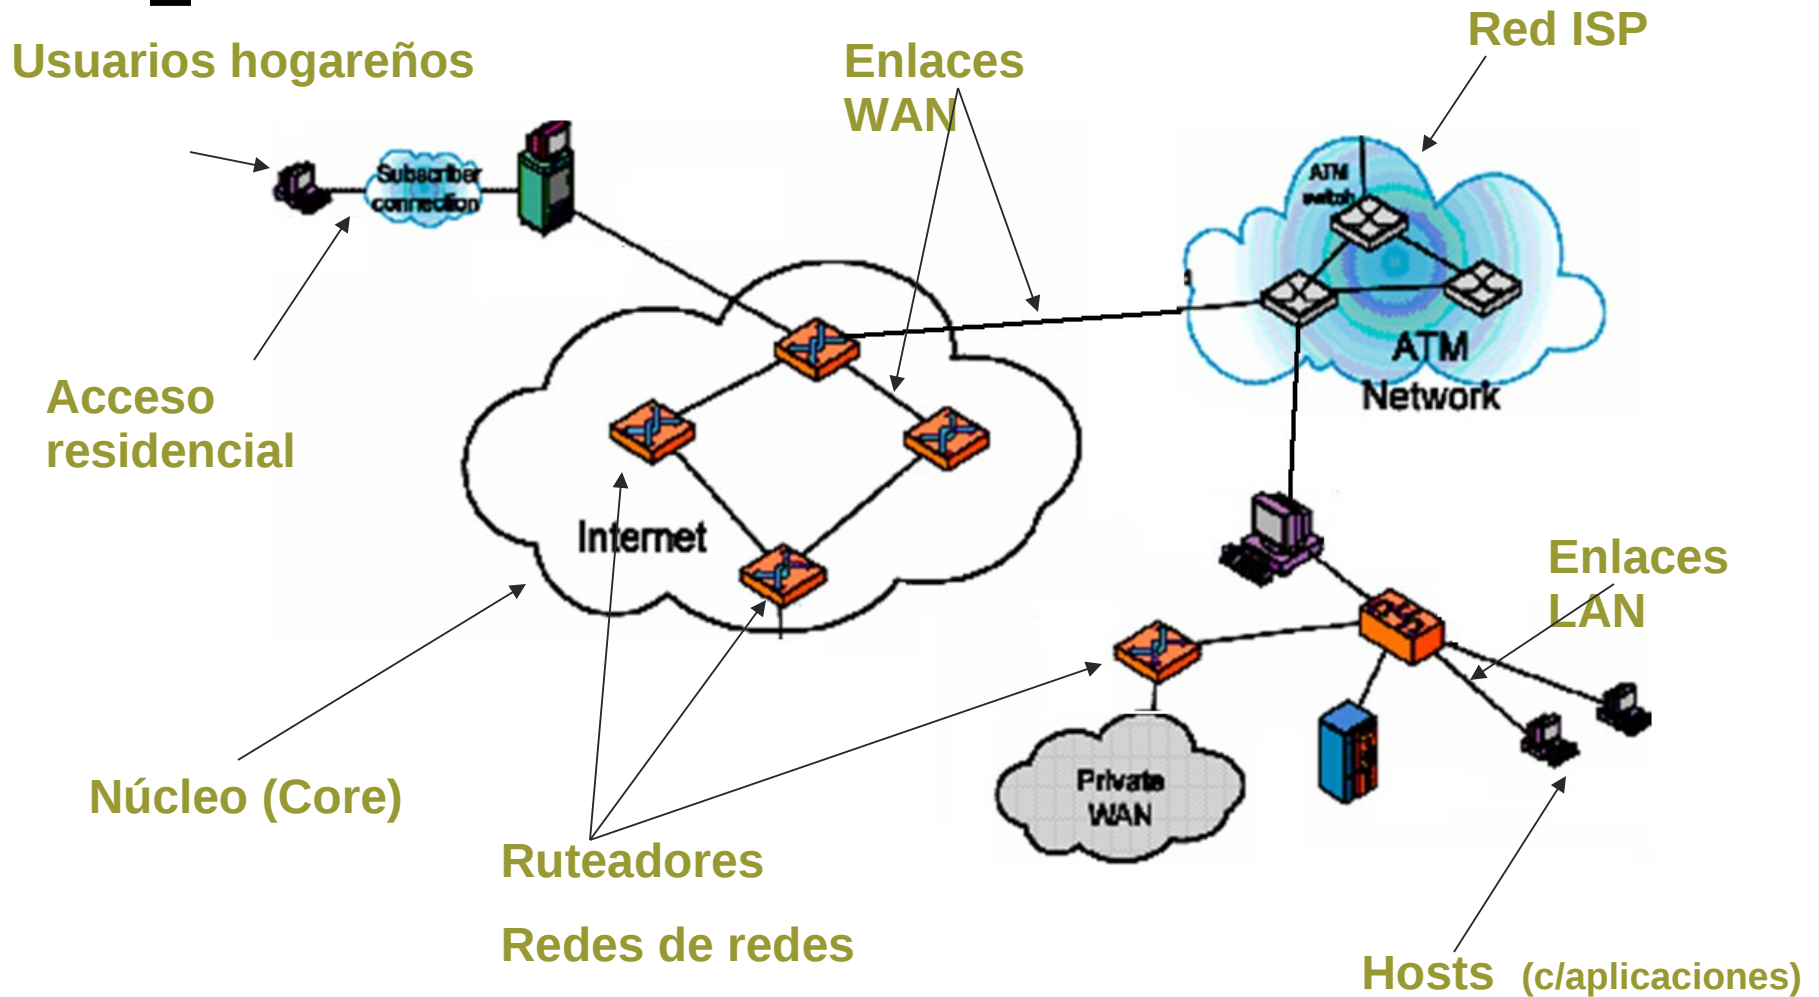 Usuarios hogareños
Enlaces
WAN
Red ISP
Subscriber
connection
ATM
switch
ATM
Network
Acceso
residencial
Internet
Enlaces
LAN
Private
WAN
Núcleo (Core)
Ruteadores
Redes de redes
Hosts (c/aplicaciones)